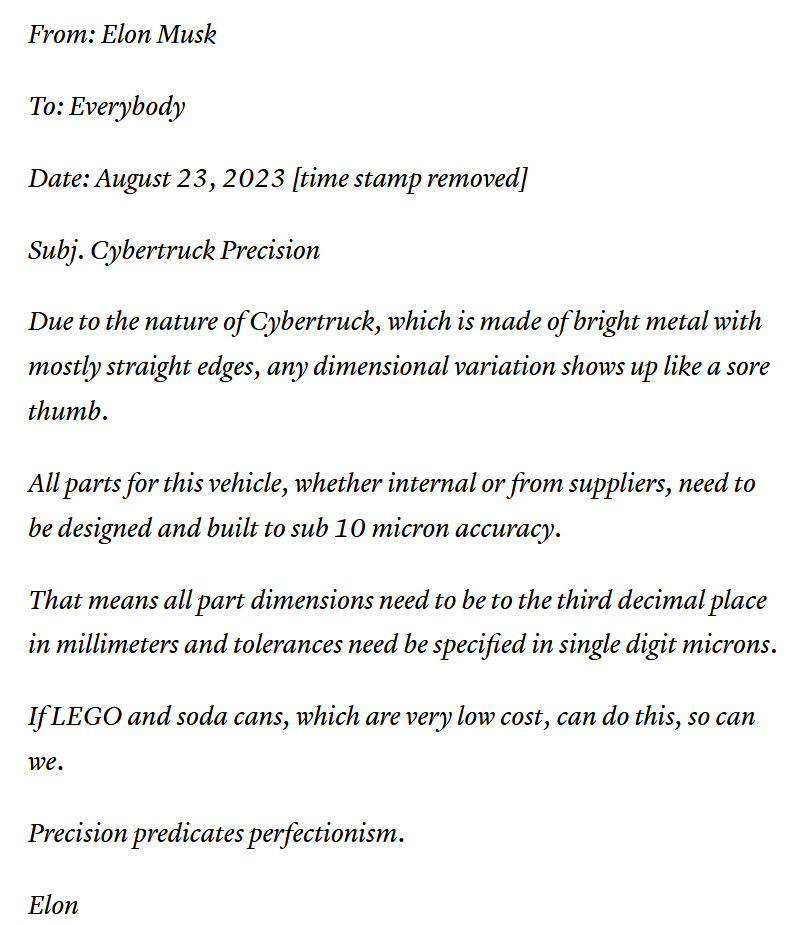 From: Elon Musk
To: Everybody
Date: August 23, 2023 [time stamp removed]
Subj. Cybertruck Precision
Due to the nature of Cybertruck, which is made of bright metal with
mostly straight edges, any dimensional variation shows up like a sore
thumb.
All parts for this vehicle, whether internal or from suppliers, need to
be designed and built to sub 10 micron accuracy.
That means all part dimensions need to be to the third decimal place
in millimeters and tolerances need be specified in single digit microns.
If LEGO and soda cans, which are very low cost, can do this, so can
we.
Precision predicates perfectionism.
Elon